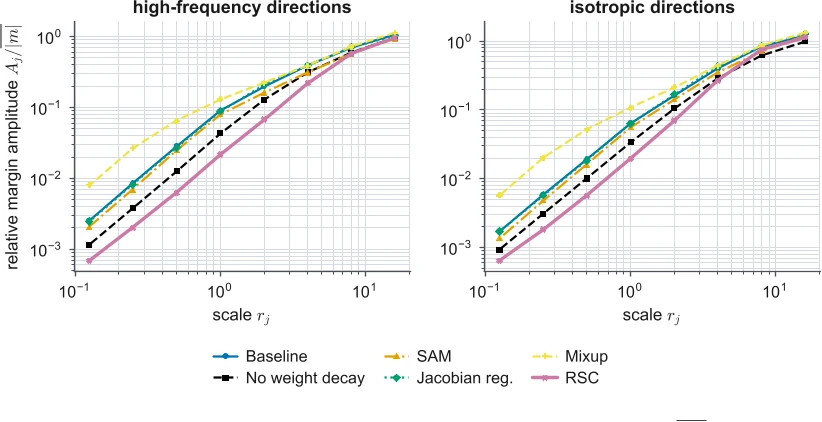 high-frequency directions
isotropic directions
relative margin amplitude A_j/|m|
10^0
10^-1
10^-2
10^-3
10^-1
10^0
10^1
scale r_j
10^0
10^-1
10^-2
10^-3
10^-1
10^0
10^1
scale r_j
Baseline
SAM
Mixup
No weight decay
Jacobian reg.
RSC